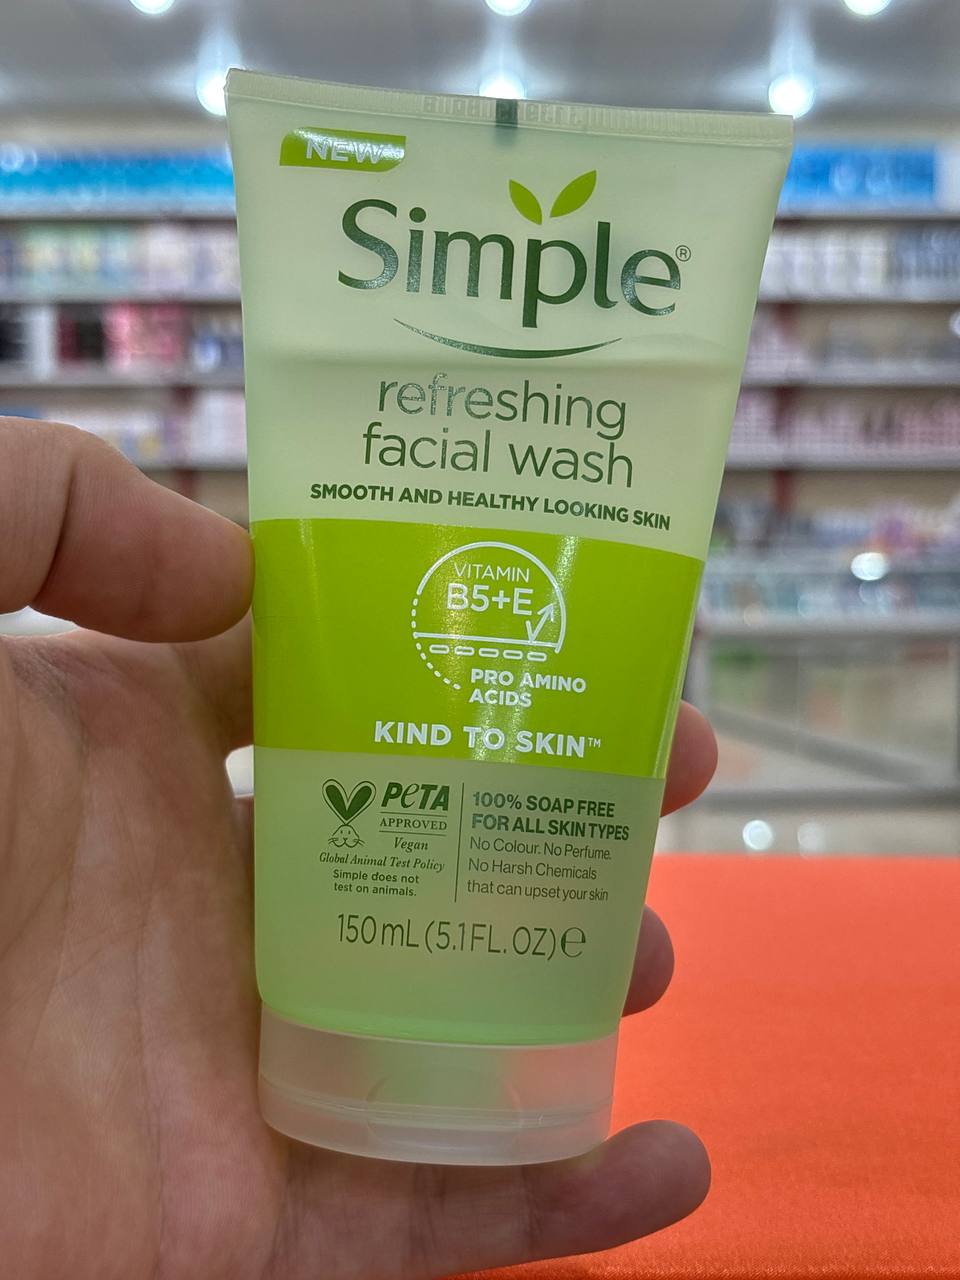 NEW
Simple®
refreshing
facial wash
SMOOTH AND HEALTHY LOOKING SKIN
VITAMIN
B5+E
PRO AMINO
ACIDS
KIND TO SKIN™
PETA
APPROVED
Vegan
Global Animal Test Policy
Simple does not
test on animals.
100% SOAP FREE
FOR ALL SKIN TYPES
No Colour. No Perfume.
No Harsh Chemicals
that can upset your skin
150mL (5.1FL. OZ) ℮